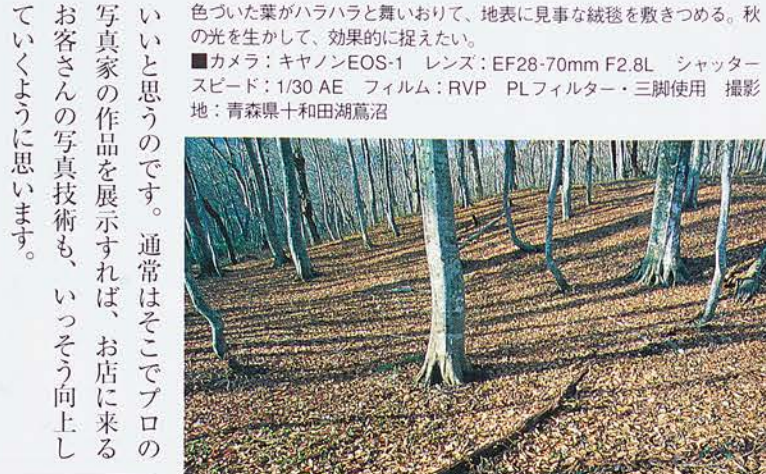 色づいた葉がハラハラと舞いおりて、地表に見事な絨毯を敷きつめる。秋
の光を生かして、効果的に捉えたい。
■カメラ：キヤノンEOS-1　レンズ：EF28-70mm F2.8L　シャッター
スピード：1/30 AE　フィルム：RVP　PLフィルター・三脚使用　撮影
地：青森県十和田湖蔦沼
いいと思うのです。通常はそこでプロの
写真家の作品を展示すれば、お店に来る
お客さんの写真技術も、いっそう向上し
ていくように思います。